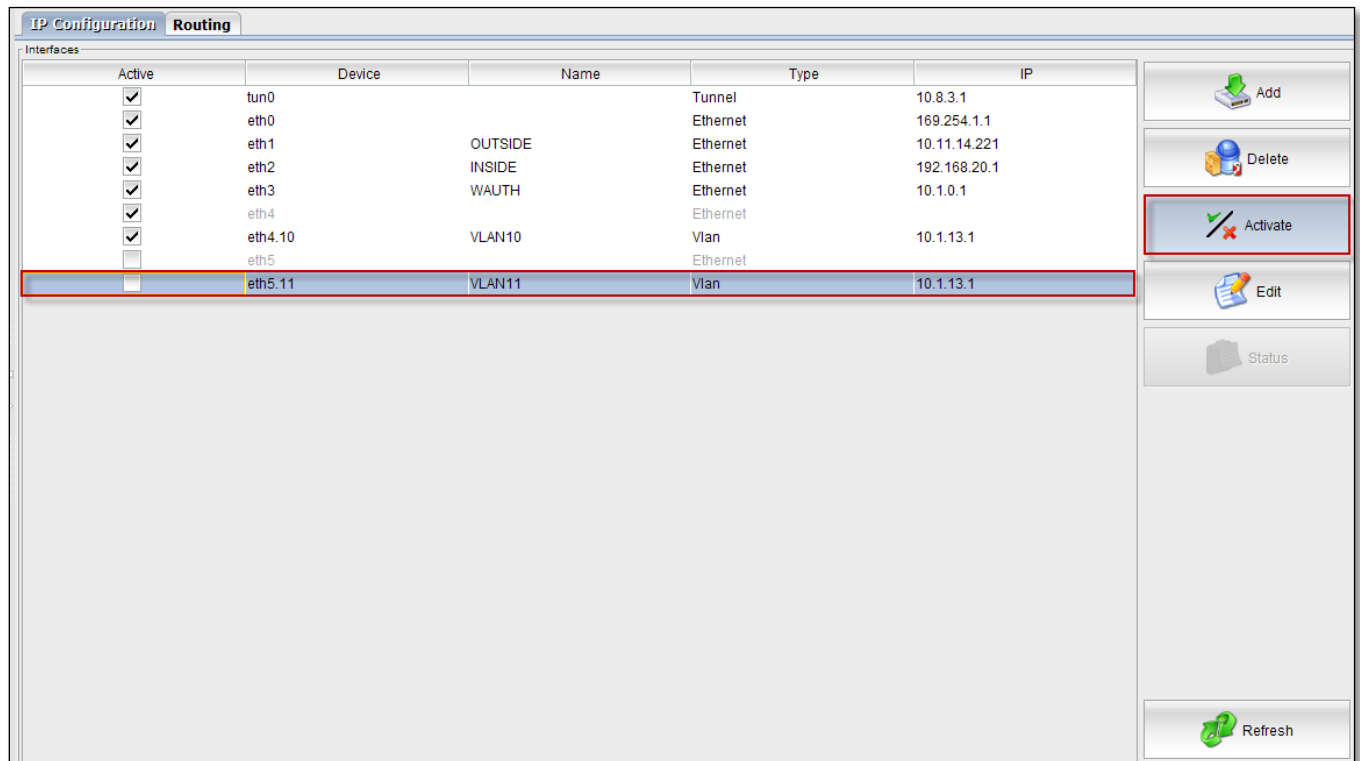 IP Configuration Routing
Interfaces
Active Device Name Type IP
tun0 Tunnel 10.8.3.1
eth0 Ethernet 169.254.1.1
eth1 OUTSIDE Ethernet 10.11.14.221
eth2 INSIDE Ethernet 192.168.20.1
eth3 WAUTH Ethernet 10.1.0.1
eth4 Ethernet
eth4.10 VLAN10 Vlan 10.1.13.1
eth5 Ethernet
eth5.11 VLAN11 Vlan 10.1.13.1
Add
Delete
Activate
Edit
Status
Refresh